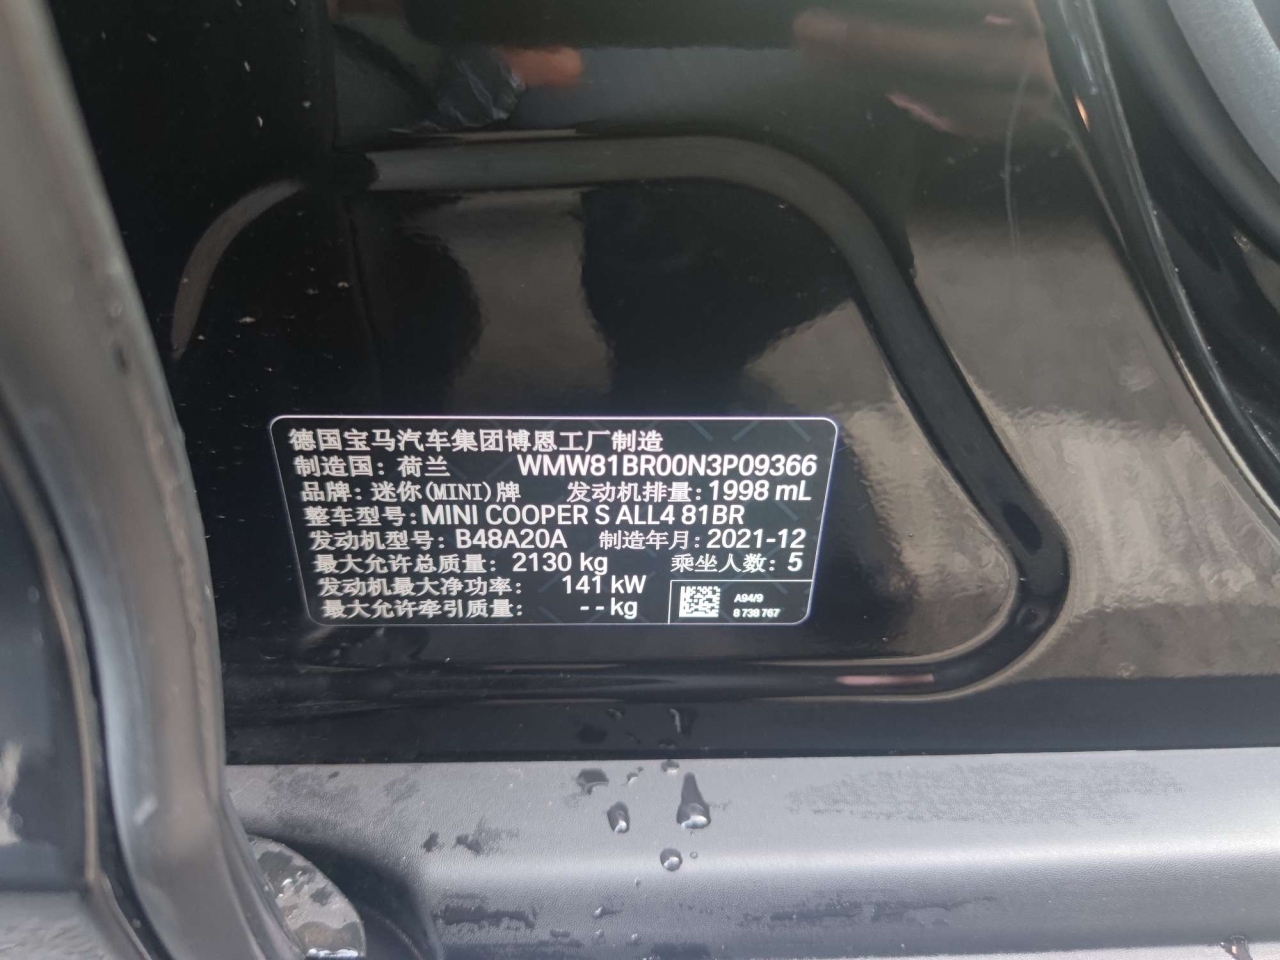 德国宝马汽车集团博恩工厂制造
制造国: 荷兰 WMW81BR00N3P09366
品牌: 迷你(MINI)牌 发动机排量: 1998 mL
整车型号: MINI COOPER S ALL4 81BR
发动机型号: B48A20A 制造年月: 2021-12
最大允许总质量: 2130 kg 乘坐人数: 5
发动机最大净功率: 141 kW
最大允许牵引质量: - - kg
A94/9
8 738 767